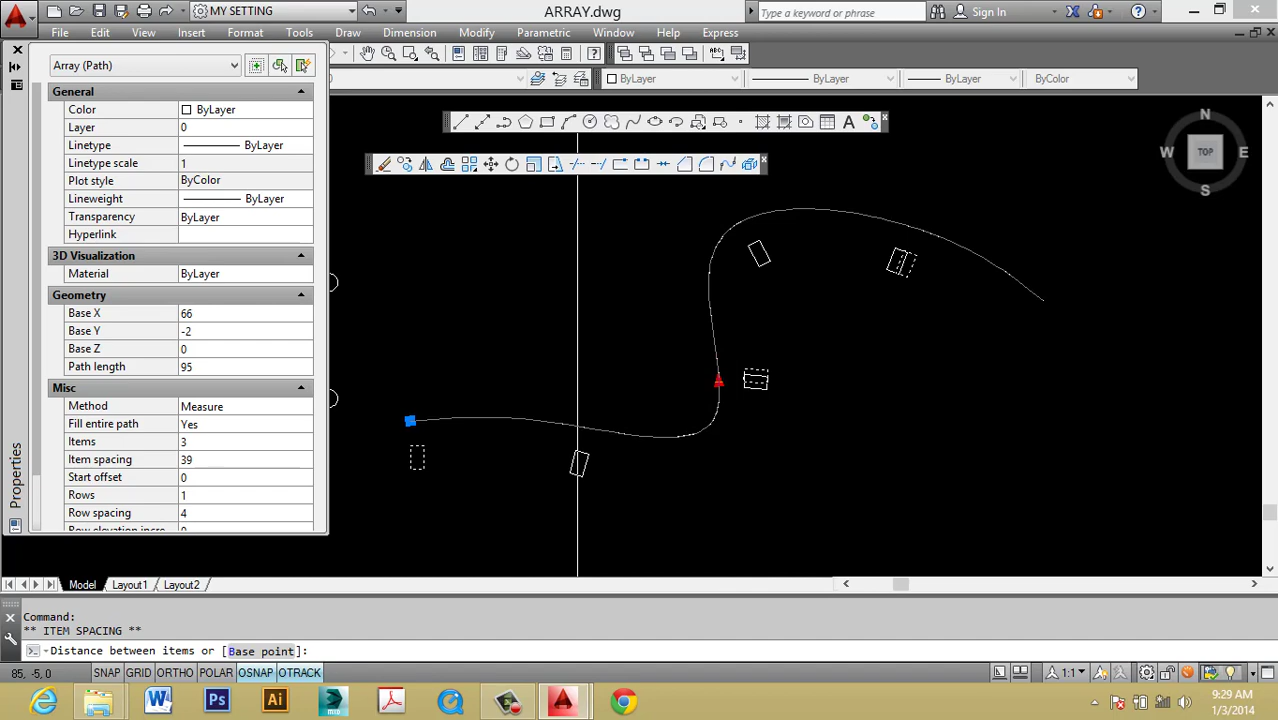 MY SETTING
ARRAY.dwg
Type a keyword or phrase
Sign In
File Edit View Insert Format Tools Draw Dimension Modify Parametric Window Help Express
Array (Path)
ByLayer ByLayer ByLayer ByColor
General
Color ByLayer
Layer 0
Linetype ByLayer
Linetype scale 1
Plot style ByColor
Lineweight ByLayer
Transparency ByLayer
Hyperlink
3D Visualization
Material ByLayer
Geometry
Base X 66
Base Y -2
Base Z 0
Path length 95
Misc
Method Measure
Fill entire path Yes
Items 3
Item spacing 39
Start offset 0
Rows 1
Row spacing 4
Properties
N
W TOP E
S
Model Layout1 Layout2
Command:
** ITEM SPACING **
Distance between items or [Base point]:
85, -5, 0 SNAP GRID ORTHO POLAR OSNAP OTRACK 1:1
W Ps Ai
9:29 AM
1/3/2014